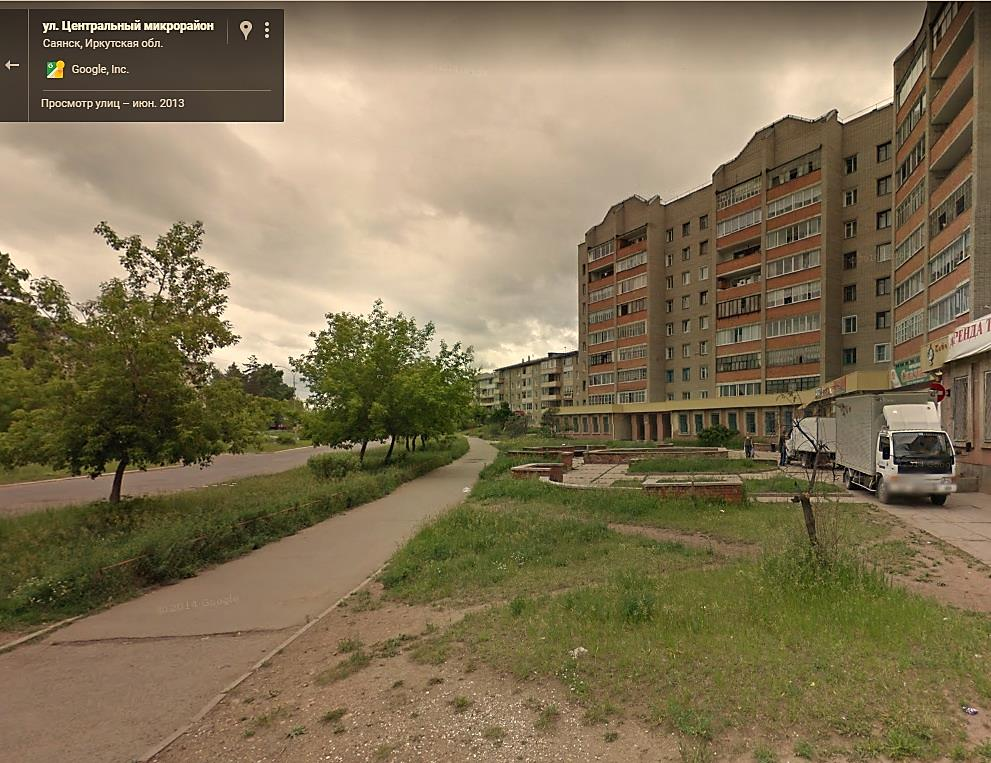 ул. Центральный микрорайон
Саянск, Иркутская обл.
Google, Inc.
Просмотр улиц – июн. 2013
РЕНДА Т
©2014 Google